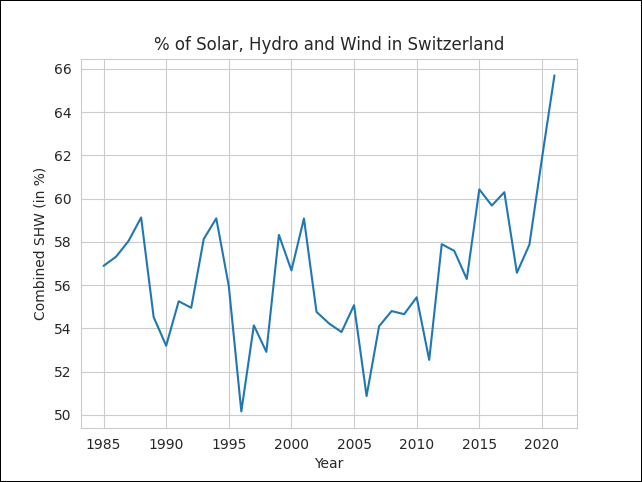 % of Solar, Hydro and Wind in Switzerland
66
64
62
60
58
56
54
52
50
Combined SHW (in %)
1985 1990 1995 2000 2005 2010 2015 2020
Year